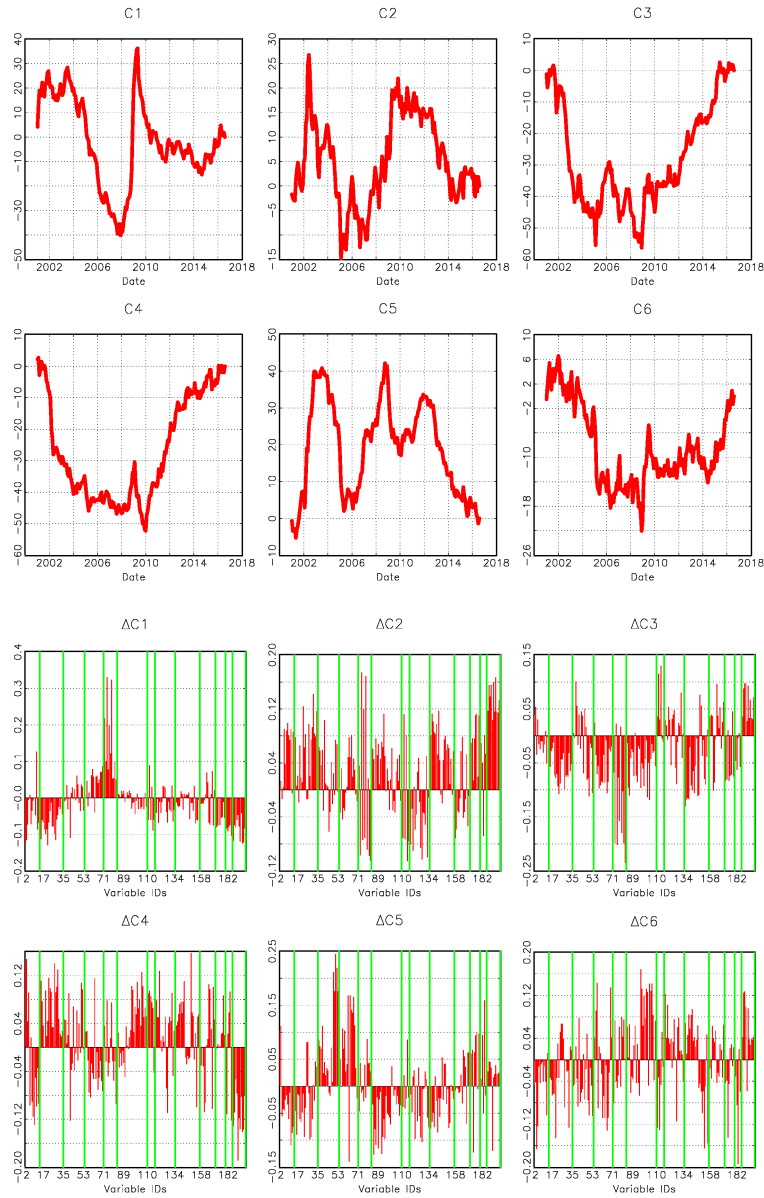 C1
40
30
20
10
0
−10
−30
−50
2002 2006 2010 2014 2018
Date
C2
30
25
20
15
10
5
0
−5
−15
2002 2006 2010 2014 2018
Date
C3
10
0
−10
−20
−30
−40
−50
−60
2002 2006 2010 2014 2018
Date
C4
10
0
−10
−20
−30
−40
−50
−60
2002 2006 2010 2014 2018
Date
C5
50
40
30
20
10
0
−10
2002 2006 2010 2014 2018
Date
C6
10
6
2
−2
−10
−18
−26
2002 2006 2010 2014 2018
Date
ΔC1
0.4
0.3
0.2
0.1
−0.0
−0.1
−0.2
2 17 35 53 71 89 110 134 158 182
Variable IDs
ΔC2
0.20
0.12
0.04
−0.04
−0.12
2 17 35 53 71 89 110 134 158 182
Variable IDs
ΔC3
0.15
0.05
−0.05
−0.15
−0.25
2 17 35 53 71 89 110 134 158 182
Variable IDs
ΔC4
0.12
0.04
−0.04
−0.12
−0.20
2 17 35 53 71 89 110 134 158 182
Variable IDs
ΔC5
0.25
0.15
0.05
−0.05
−0.15
2 17 35 53 71 89 110 134 158 182
Variable IDs
ΔC6
0.20
0.12
0.04
−0.04
−0.12
−0.20
2 17 35 53 71 89 110 134 158 182
Variable IDs